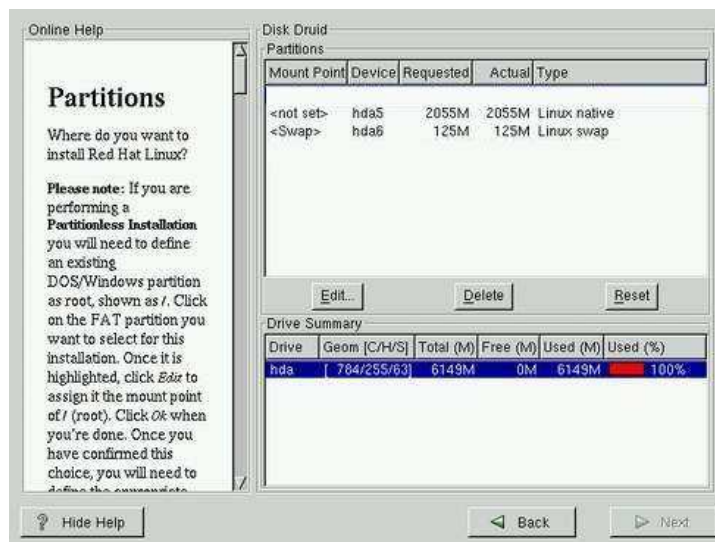 Online Help
Partitions
Where do you want to
install Red Hat Linux?
Please note: If you are
performing a
Partitionless Installation
you will need to define
an existing
DOS/Windows partition
as root, shown as /. Click
on the FAT partition you
want to select for this
installation. Once it is
highlighted, click Edit to
assign it the mount point
of / (root). Click Ok when
you're done. Once you
have confirmed this
choice, you will need to
define the appropriate
Hide Help
Disk Druid
Partitions
Mount Point Device Requested Actual Type
<not set> hda5 2055M 2055M Linux native
<Swap> hda6 125M 125M Linux swap
Edit... Delete Reset
Drive Summary
Drive Geom [C/H/S] Total (M) Free (M) Used (M) Used (%)
hda [ 784/255/63] 6149M 0M 6149M 100%
Back Next